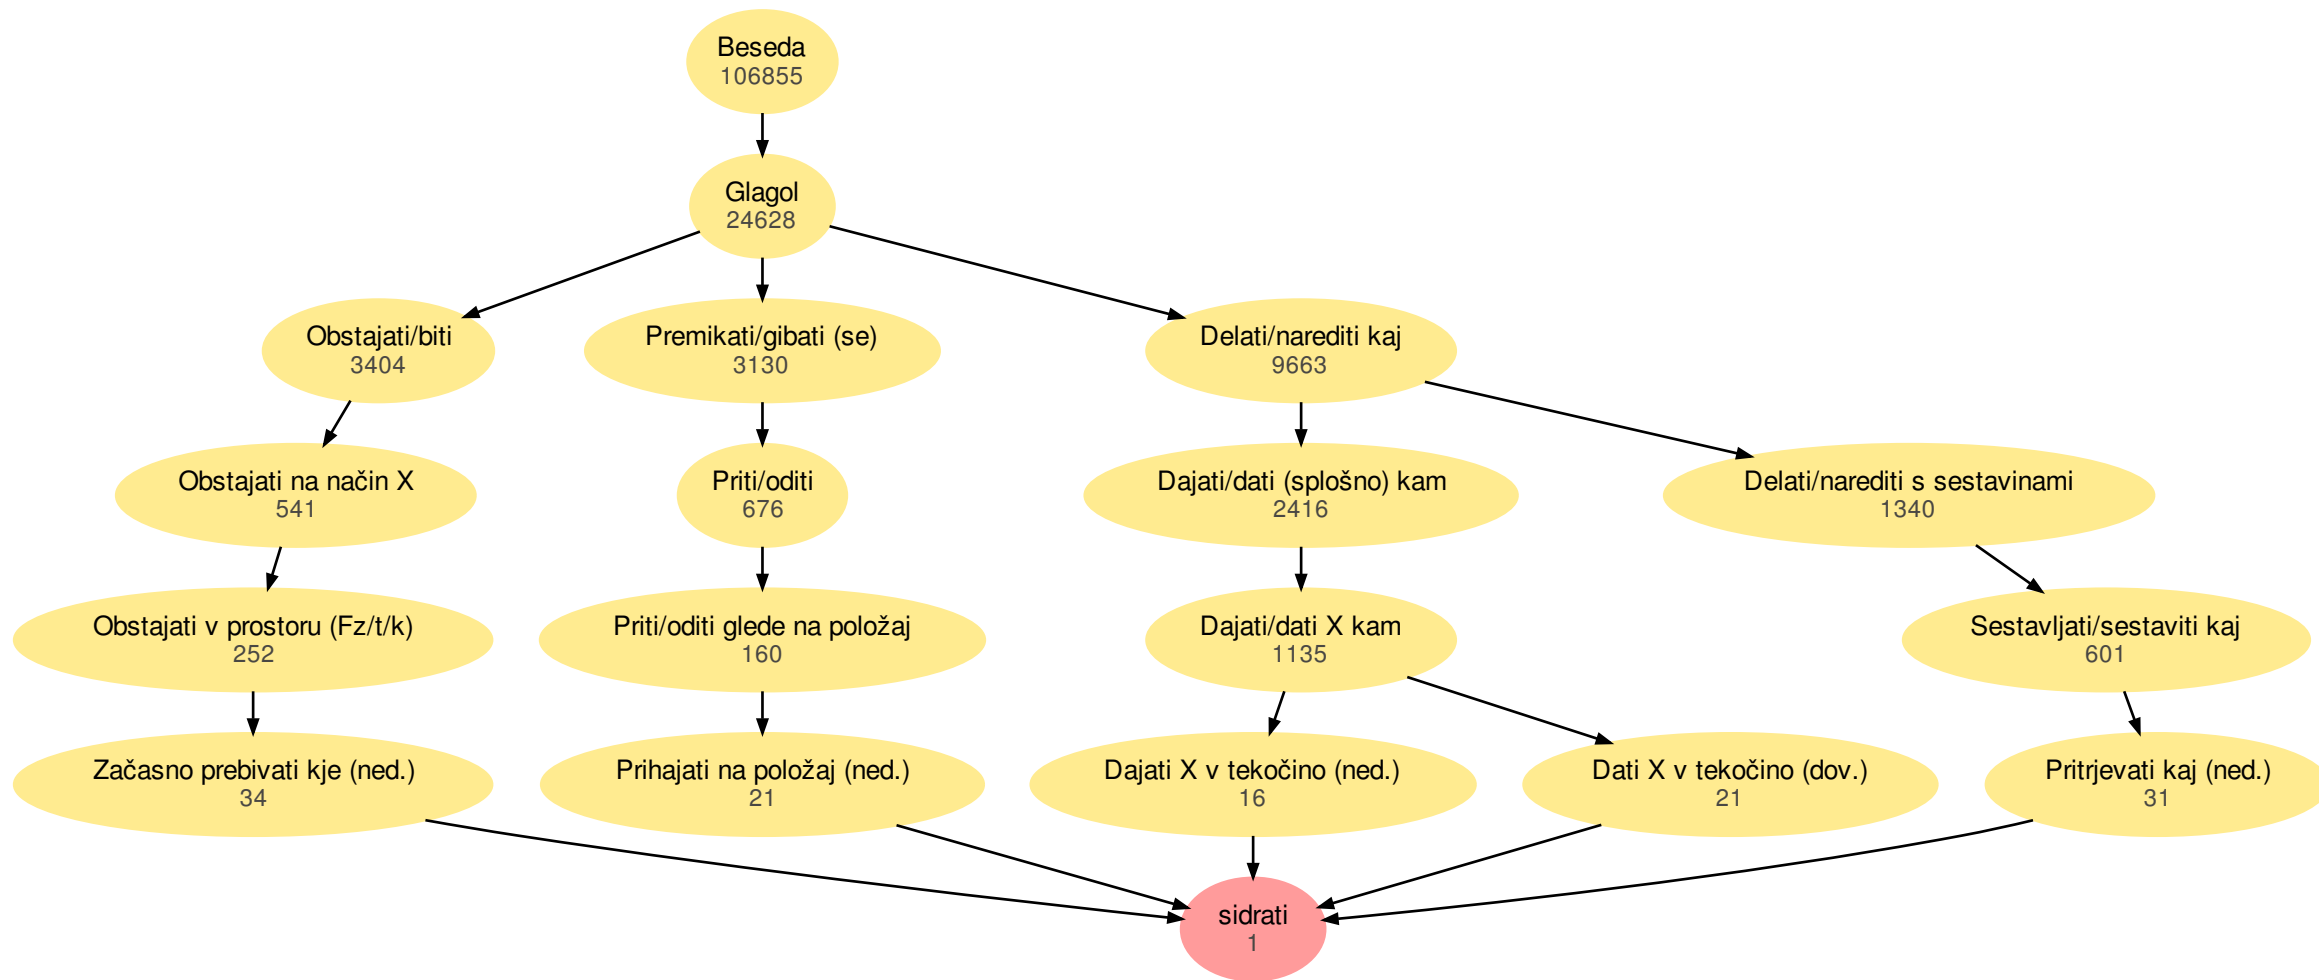 Beseda
106855
Glagol
24628
Obstajati/biti
3404
Premikati/gibati (se)
3130
Delati/narediti kaj
9663
Obstajati na način X
541
Priti/oditi
676
Dajati/dati (splošno) kam
2416
Delati/narediti s sestavinami
1340
Obstajati v prostoru (Fz/t/k)
252
Priti/oditi glede na položaj
160
Dajati/dati X kam
1135
Sestavljati/sestaviti kaj
601
Začasno prebivati kje (ned.)
34
Prihajati na položaj (ned.)
21
Dajati X v tekočino (ned.)
16
Dati X v tekočino (dov.)
21
Pritrjevati kaj (ned.)
31
sidrati
1